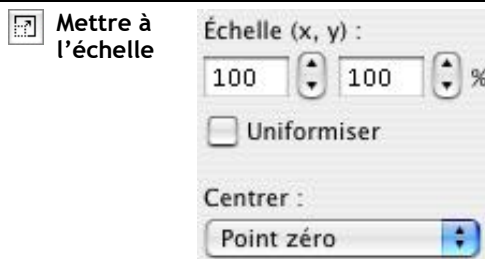 Mettre à
l'échelle
Échelle (x, y) :
100 100 %
Uniformiser
Centrer :
Point zéro